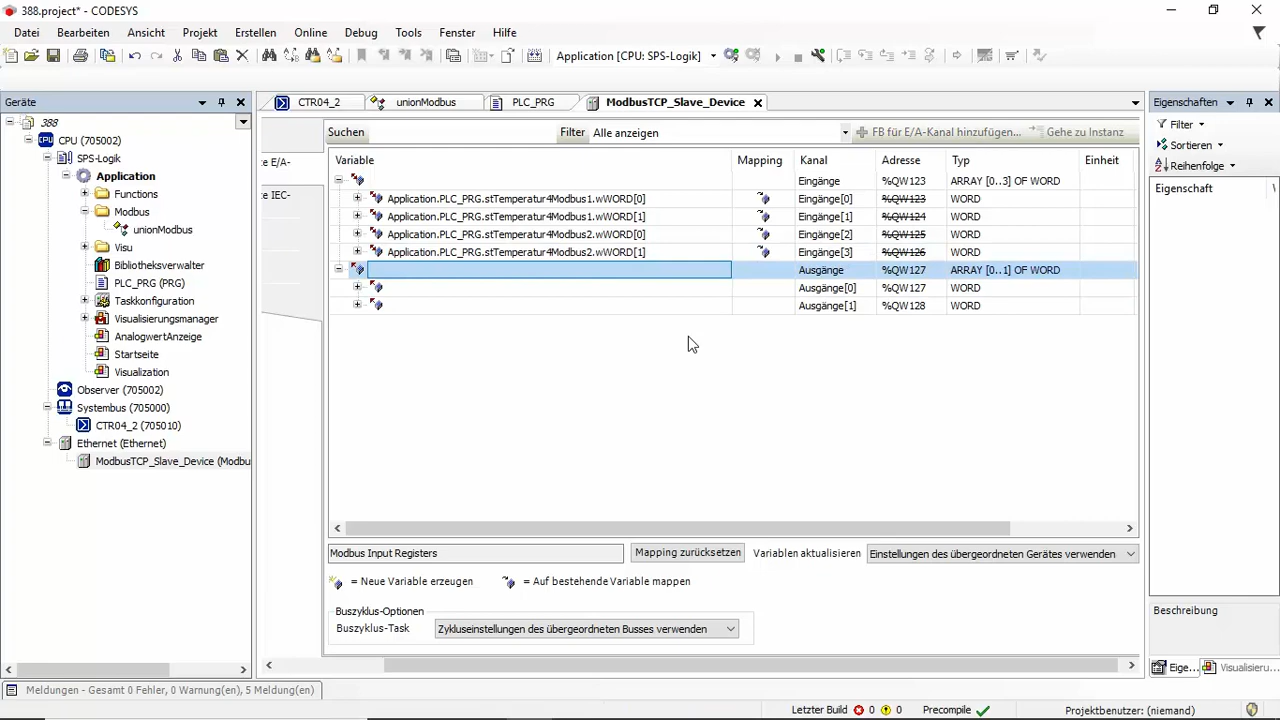 388.project* - CODESYS
Datei Bearbeiten Ansicht Projekt Erstellen Online Debug Tools Fenster Hilfe
Application [CPU: SPS-Logik]
Geräte
CTR04_2 unionModbus PLC_PRG ModbusTCP_Slave_Device
Eigenschaften
388
CPU (705002)
SPS-Logik
Application
Functions
Modbus
unionModbus
Visu
Bibliotheksverwalter
PLC_PRG (PRG)
Taskkonfiguration
Visualisierungsmanager
AnalogwertAnzeige
Startseite
Visualization
Observer (705002)
Systembus (705000)
CTR04_2 (705010)
Ethernet (Ethernet)
ModbusTCP_Slave_Device (Modbu
e E/A-
e IEC-
Suchen Filter Alle anzeigen FB für E/A-Kanal hinzufügen... Gehe zu Instanz
Variable Mapping Kanal Adresse Typ Einheit
Eingänge %QW123 ARRAY [0..3] OF WORD
Application.PLC_PRG.stTemperatur4Modbus1.wWORD[0] Eingänge[0] %QW123 WORD
Application.PLC_PRG.stTemperatur4Modbus1.wWORD[1] Eingänge[1] %QW124 WORD
Application.PLC_PRG.stTemperatur4Modbus2.wWORD[0] Eingänge[2] %QW125 WORD
Application.PLC_PRG.stTemperatur4Modbus2.wWORD[1] Eingänge[3] %QW126 WORD
Ausgänge %QW127 ARRAY [0..1] OF WORD
Ausgänge[0] %QW127 WORD
Ausgänge[1] %QW128 WORD
Modbus Input Registers Mapping zurücksetzen Variablen aktualisieren Einstellungen des übergeordneten Gerätes verwenden
= Neue Variable erzeugen = Auf bestehende Variable mappen
Buszyklus-Optionen
Buszyklus-Task Zykluseinstellungen des übergeordneten Busses verwenden
Filter
Sortieren
Reihenfolge
Eigenschaft
Beschreibung
Eige... Visualisieru...
Meldungen - Gesamt 0 Fehler, 0 Warnung(en), 5 Meldung(en)
Letzter Build 0 0 Precompile Projektbenutzer: (niemand)